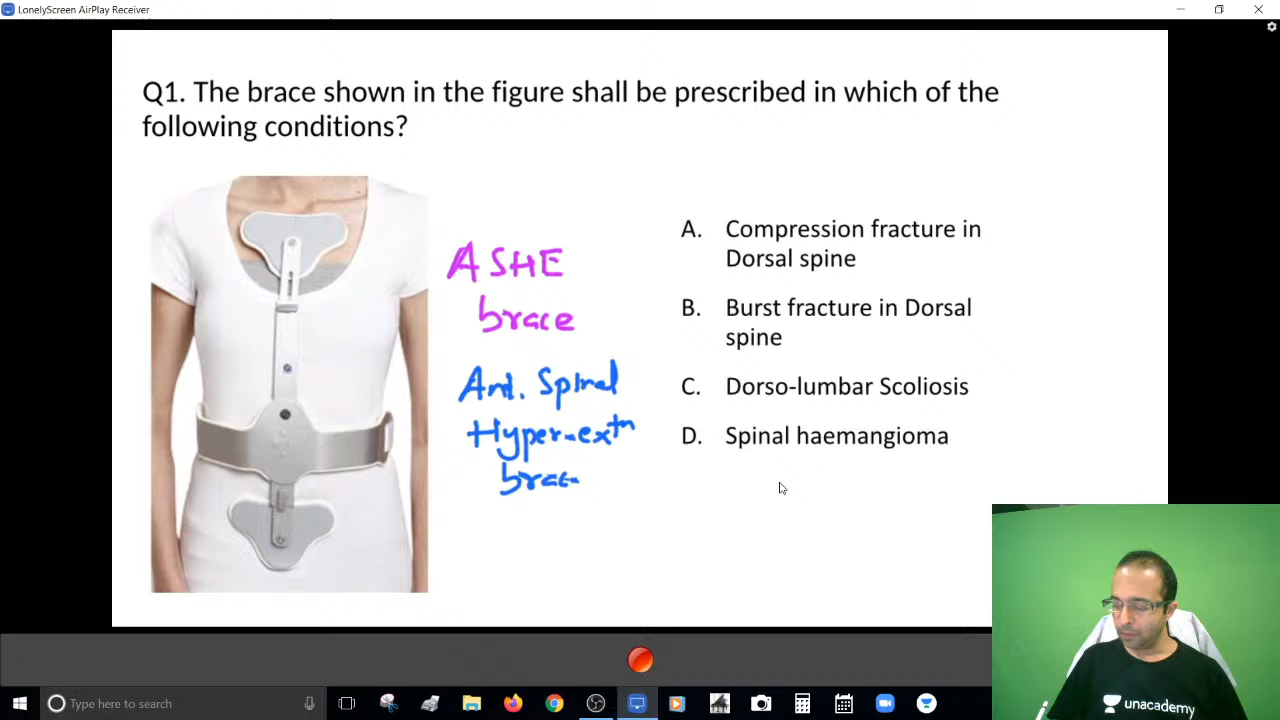 LonelyScreen AirPlay Receiver
Q1. The brace shown in the figure shall be prescribed in which of the
following conditions?
ASHE
brace
Ant. Spinal
Hyper-extn
brace
A. Compression fracture in
Dorsal spine
B. Burst fracture in Dorsal
spine
C. Dorso-lumbar Scoliosis
D. Spinal haemangioma
unacademy
Type here to search